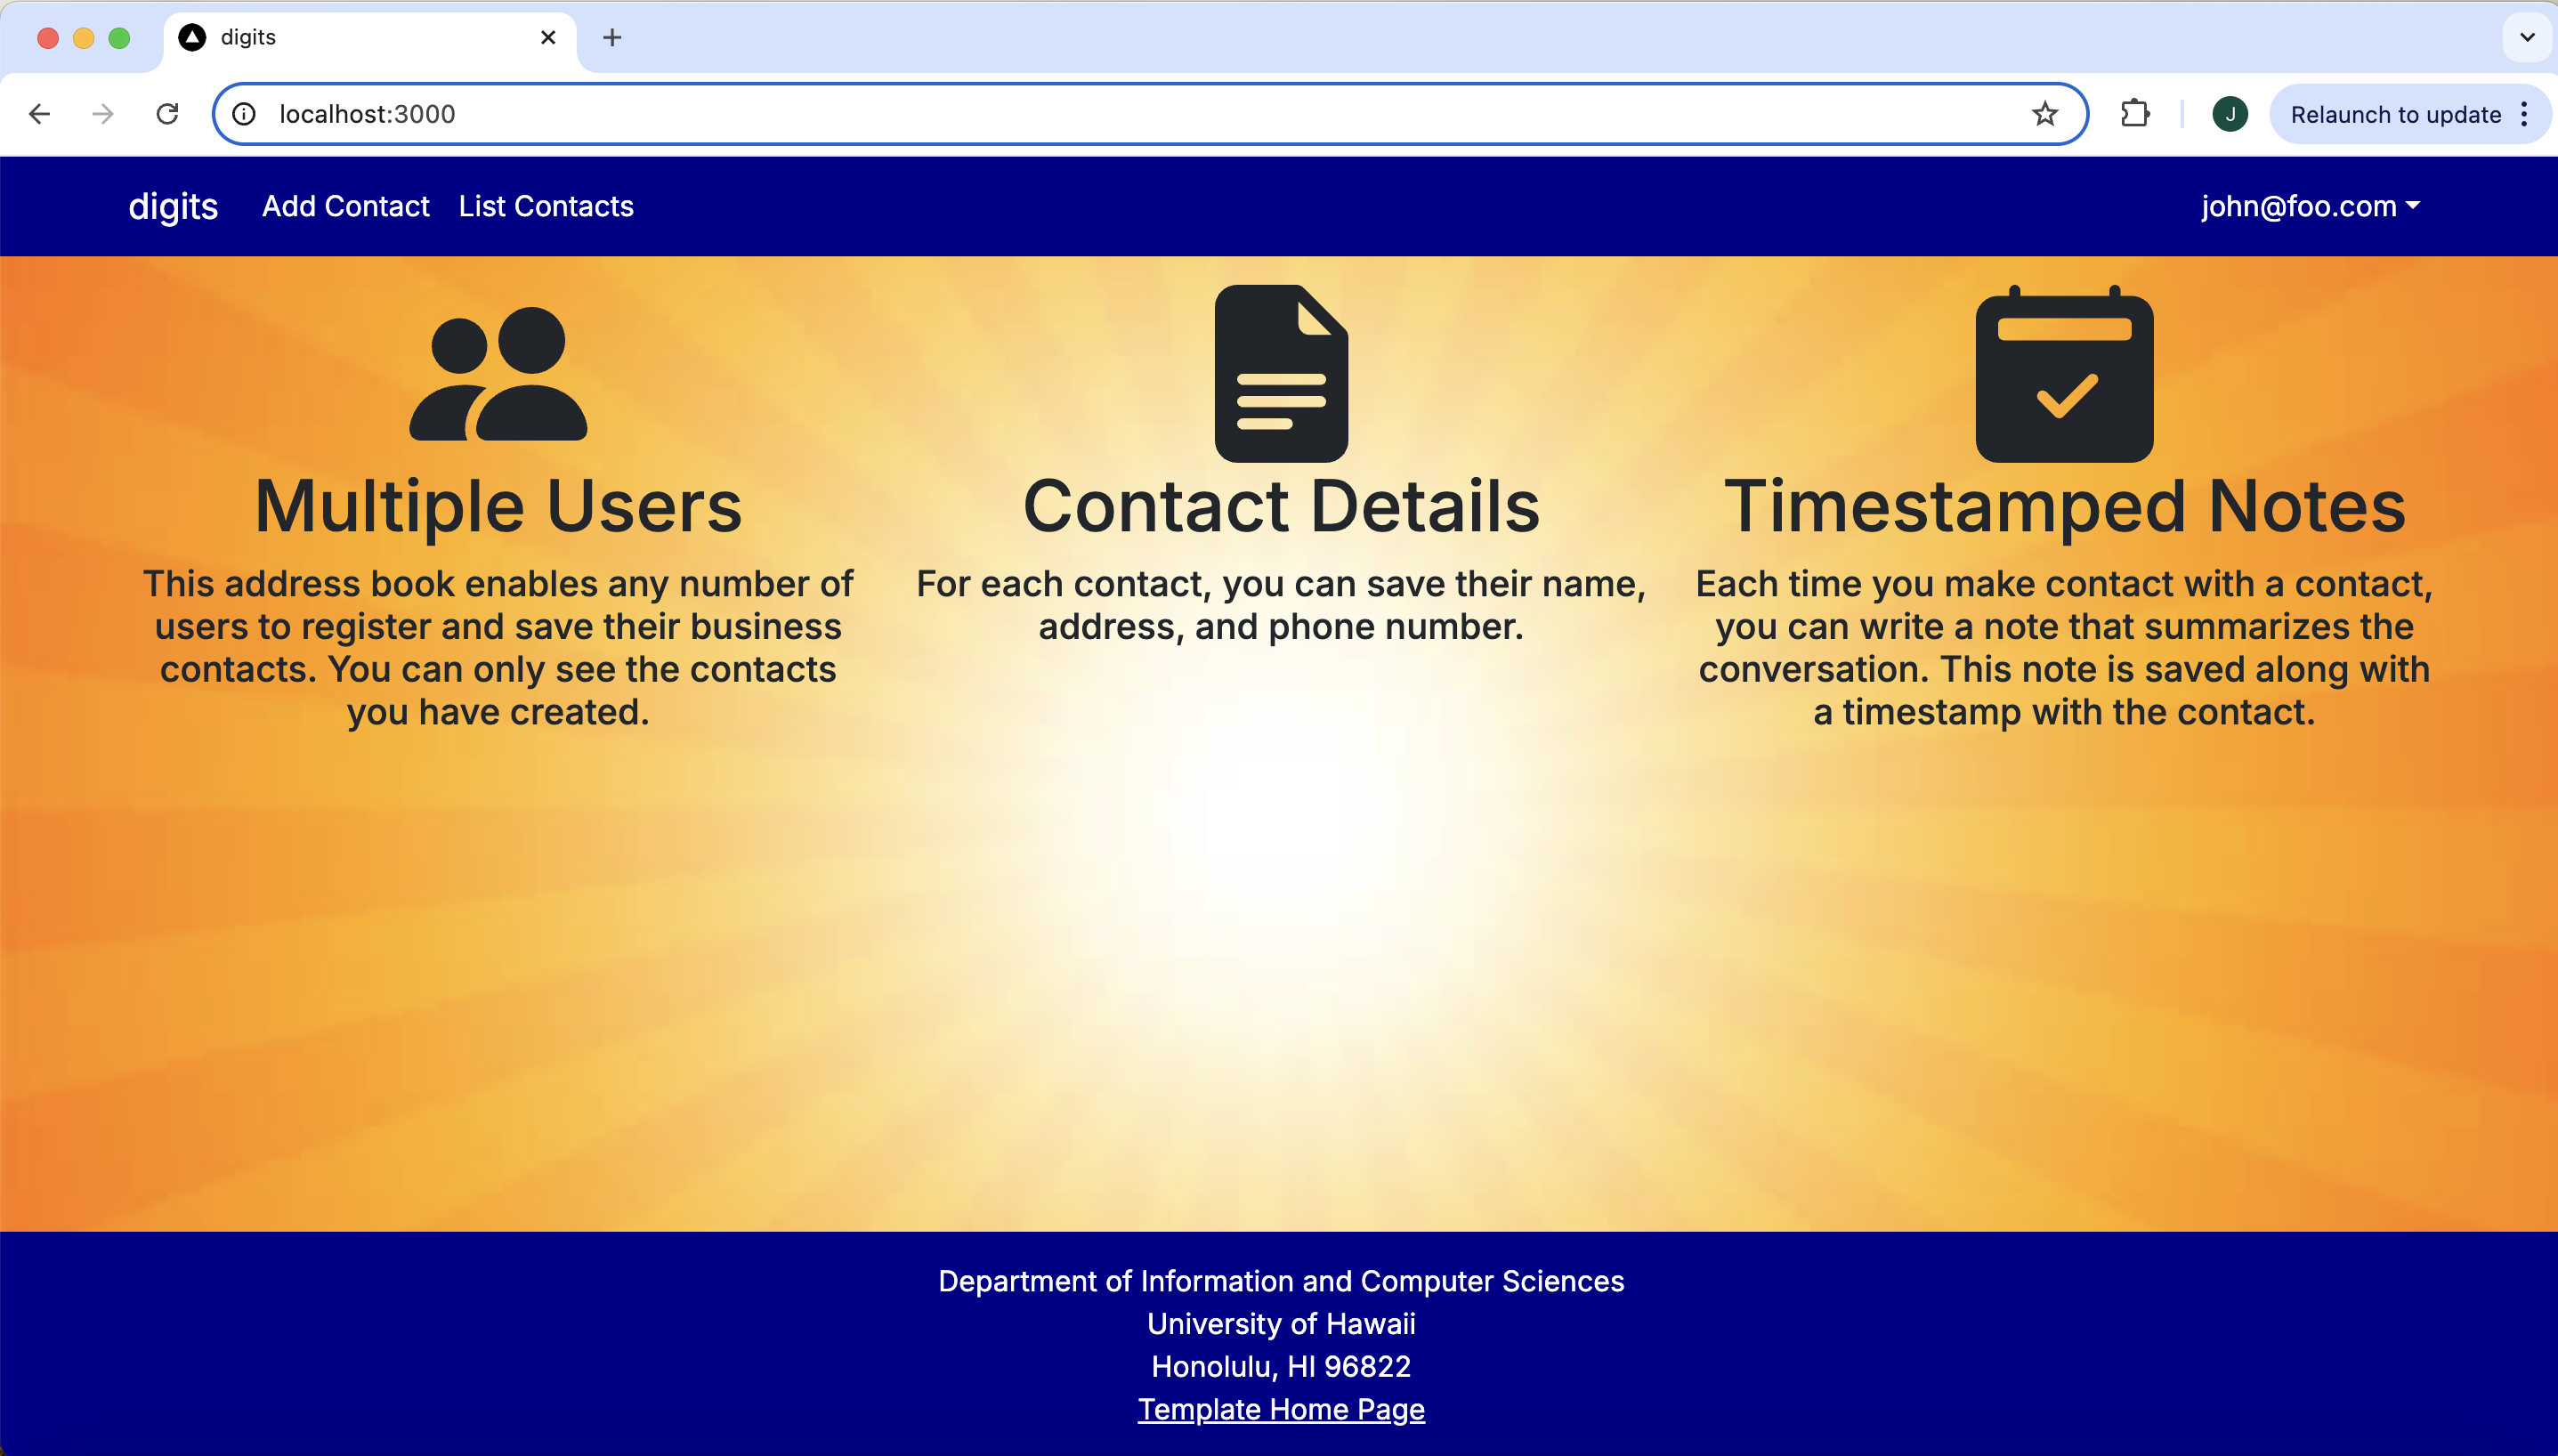 digits
localhost:3000
J
Relaunch to update
digits Add Contact List Contacts john@foo.com
Multiple Users
This address book enables any number of
users to register and save their business
contacts. You can only see the contacts
you have created.
Contact Details
For each contact, you can save their name,
address, and phone number.
Timestamped Notes
Each time you make contact with a contact,
you can write a note that summarizes the
conversation. This note is saved along with
a timestamp with the contact.
Department of Information and Computer Sciences
University of Hawaii
Honolulu, HI 96822
Template Home Page